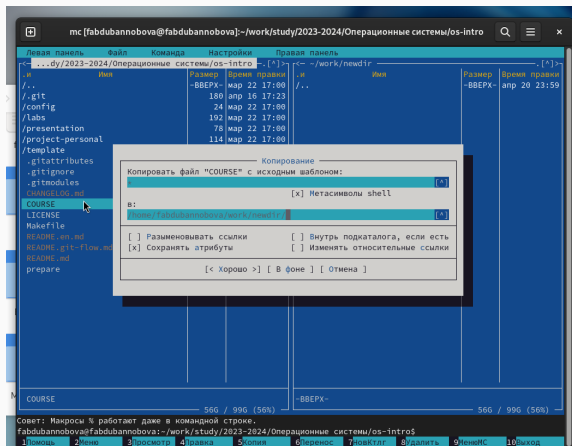 mc [fabdubannobova@fabdubannobova]:~/work/study/2023-2024/Операционные системы/os-intro
Левая панель Файл Команда Настройки Правая панель
<— ...dy/2023-2024/Операционные системы/os-intro —.[^]>
<— ~/work/newdir —.[^]>
.и Имя Размер Время правки .и Имя Размер Время правки
/.. -ВВЕРХ- мар 22 17:00 /.. -ВВЕРХ- апр 20 23:59
/.git 180 апр 16 17:23
/config 24 мар 22 17:00
/labs 192 мар 22 17:00
/presentation 78 мар 22 17:00
/project-personal 114 мар 22 17:00
/template
.gitattributes
.gitignore
.gitmodules
CHANGELOG.md
COURSE
LICENSE
Makefile
README.en.md
README.git-flow.md
README.md
prepare
Копирование
Копировать файл "COURSE" с исходным шаблоном:
[^]
[x] Метасимволы shell
в:
/home/fabdubannobova/work/newdir/ [^]
[ ] Разыменовывать ссылки [ ] Внутрь подкаталога, если есть
[x] Сохранять атрибуты [ ] Изменять относительные ссылки
[< Хорошо >] [ В фоне ] [ Отмена ]
COURSE -ВВЕРХ-
56G / 99G (56%) 56G / 99G (56%)
Совет: Макросы % работают даже в командной строке.
fabdubannobova@fabdubannobova:~/work/study/2023-2024/Операционные системы/os-intro$
1Помощь 2Меню 3Просмотр 4Правка 5Копия 6Перенос 7НовКтлг 8Удалить 9МенюМС 10Выход